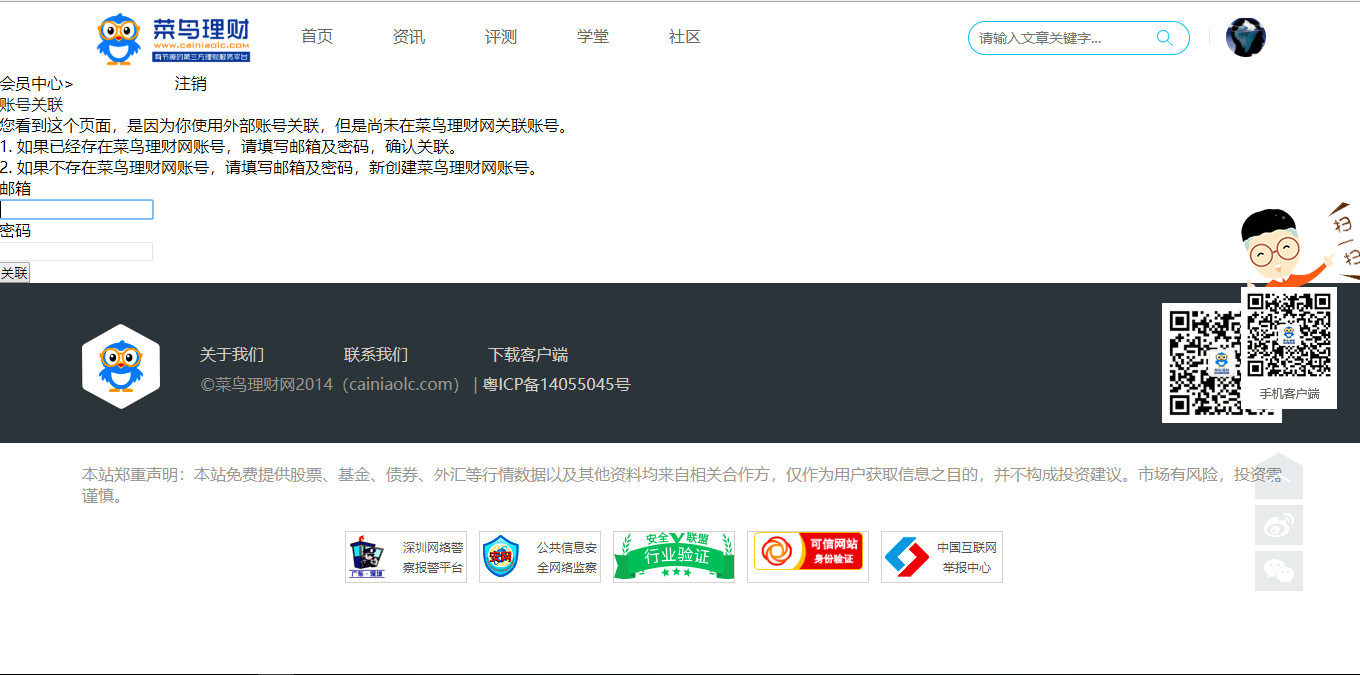 菜鸟理财
www.cainiaolc.com
有节操的第三方理财服务平台
首页 资讯 评测 学堂 社区
请输入文章关键字...
会员中心> 注销
账号关联
您看到这个页面，是因为你使用外部账号关联，但是尚未在菜鸟理财网关联账号。
1. 如果已经存在菜鸟理财网账号，请填写邮箱及密码，确认关联。
2. 如果不存在菜鸟理财网账号，请填写邮箱及密码，新创建菜鸟理财网账号。
邮箱
密码
关联
扫一扫
手机客户端
关于我们 联系我们 下载客户端
©菜鸟理财网2014（cainiaolc.com） | 粤ICP备14055045号
本站郑重声明：本站免费提供股票、基金、债券、外汇等行情数据以及其他资料均来自相关合作方，仅作为用户获取信息之目的，并不构成投资建议。市场有风险，投资需
谨慎。
深圳网络警
察报警平台
广东·深圳
公共信息安
全网络监察
安全V联盟
行业验证
可信网站
身份验证
中国互联网
举报中心